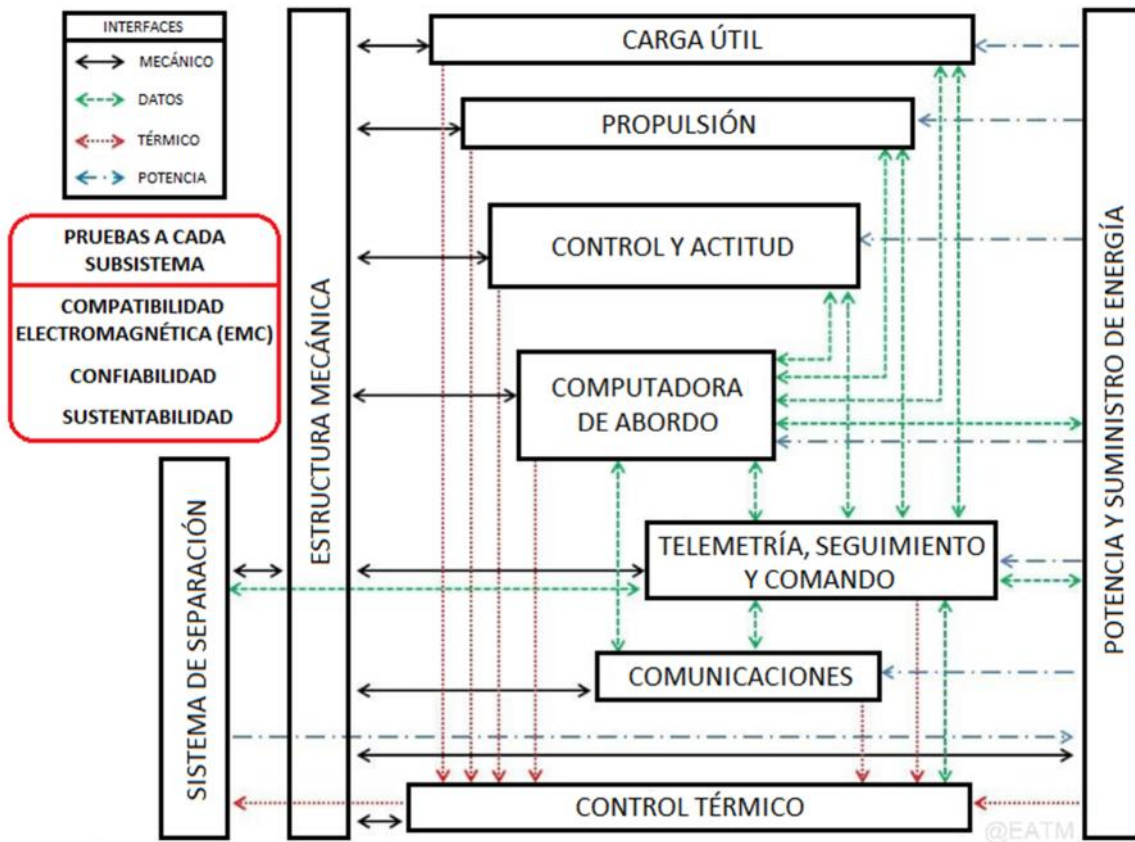 INTERFACES
MECÁNICO
DATOS
TÉRMICO
POTENCIA
PRUEBAS A CADA
SUBSISTEMA
COMPATIBILIDAD
ELECTROMAGNÉTICA (EMC)
CONFIABILIDAD
SUSTENTABILIDAD
SISTEMA DE SEPARACIÓN
ESTRUCTURA MECÁNICA
CARGA ÚTIL
PROPULSIÓN
CONTROL Y ACTITUD
COMPUTADORA
DE ABORDO
TELEMETRÍA, SEGUIMIENTO
Y COMANDO
COMUNICACIONES
CONTROL TÉRMICO
POTENCIA Y SUMINISTRO DE ENERGÍA
@EATM